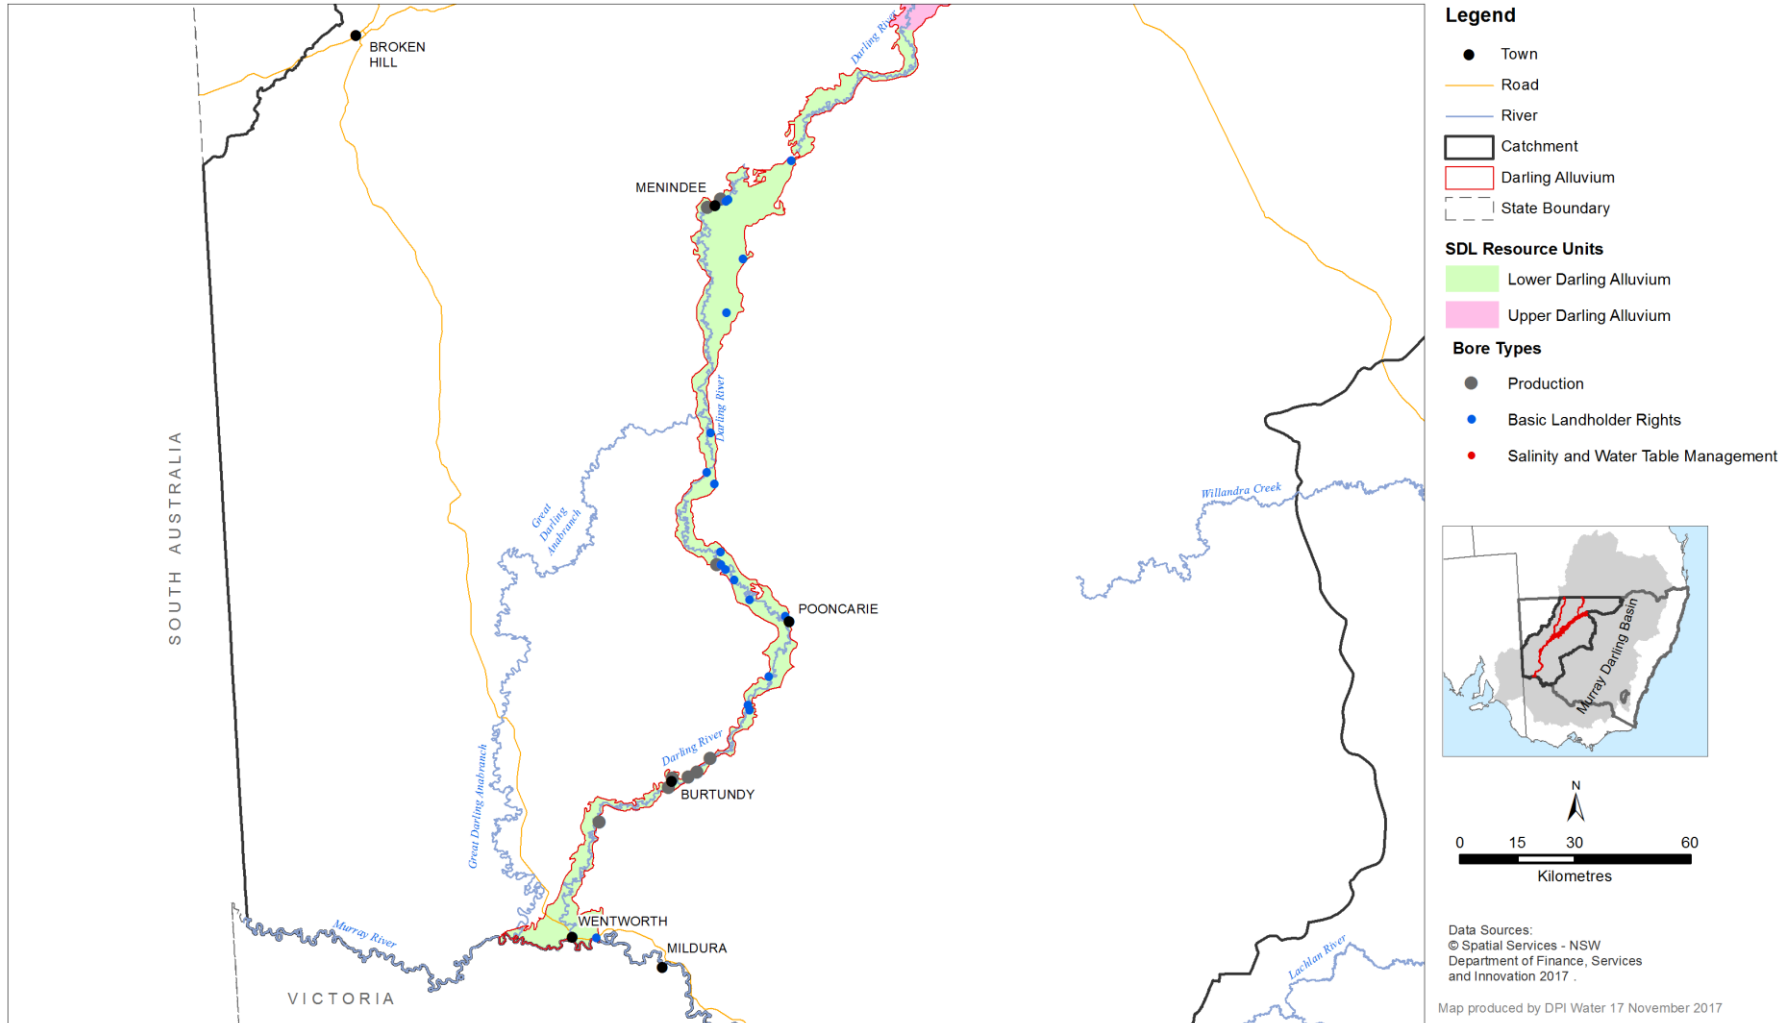 BROKEN
HILL
Darling River
MENINDEE
Darling River
Great
Darling
Anabranch
Willandra Creek
SOUTH AUSTRALIA
POONCARIE
Darling River
BURTUNDY
Great Darling Anabranch
WENTWORTH
Murray River
MILDURA
Lachlan River
VICTORIA
Legend
Town
Road
River
Catchment
Darling Alluvium
State Boundary
SDL Resource Units
Lower Darling Alluvium
Upper Darling Alluvium
Bore Types
Production
Basic Landholder Rights
Salinity and Water Table Management
Murray Darling Basin
N
0 15 30 60
Kilometres
Data Sources:
© Spatial Services - NSW
Department of Finance, Services
and Innovation 2017 .
Map produced by DPI Water 17 November 2017